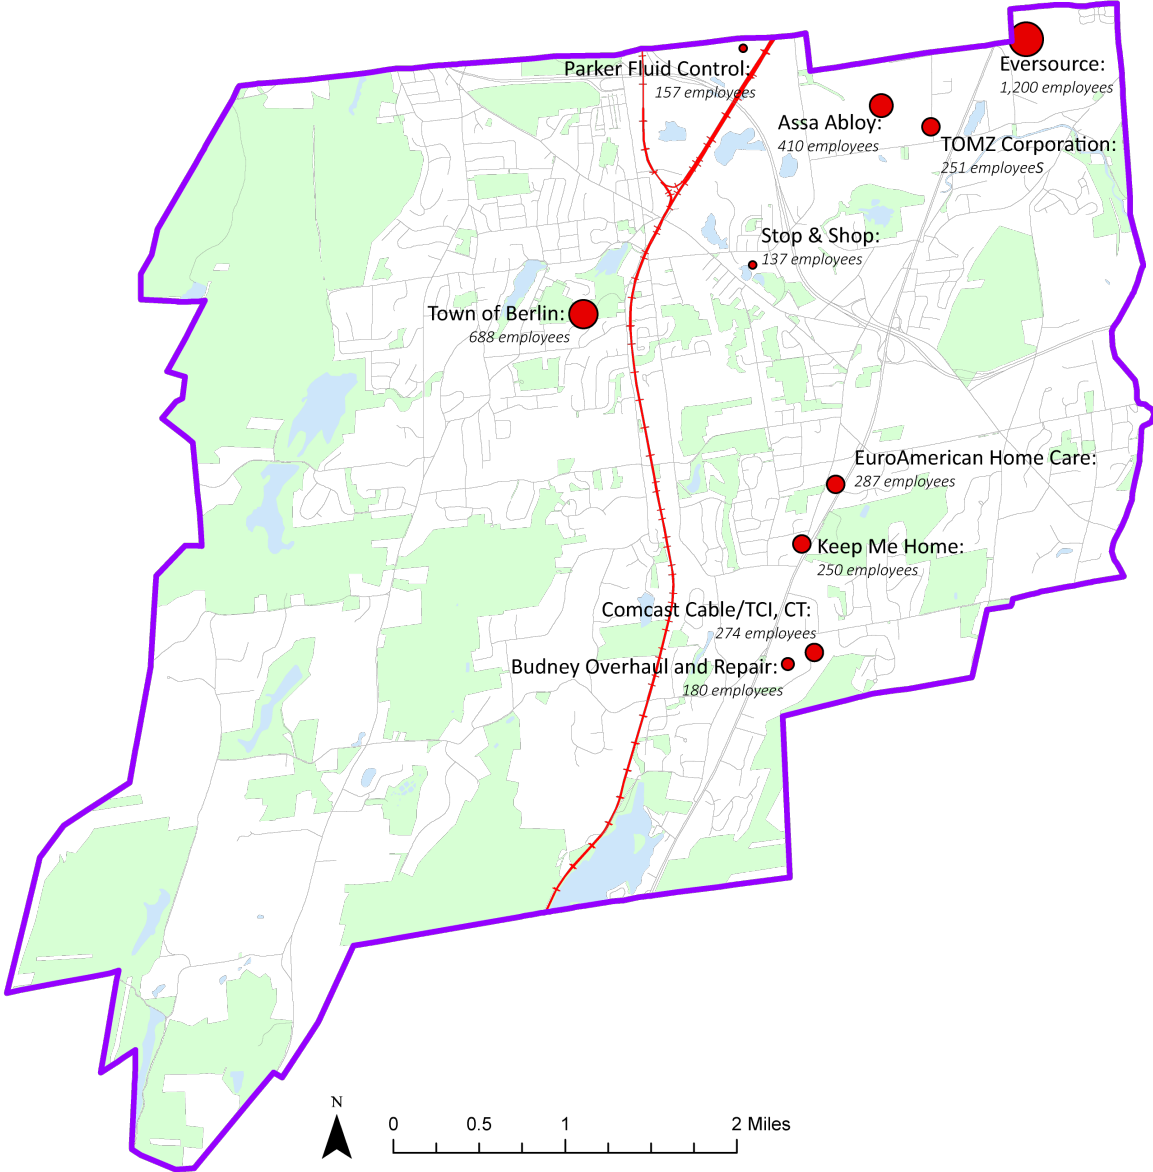 Parker Fluid Control:
157 employees
Eversource:
1,200 employees
Assa Abloy:
410 employees
TOMZ Corporation:
251 employeeS
Stop & Shop:
137 employees
Town of Berlin:
688 employees
EuroAmerican Home Care:
287 employees
Keep Me Home:
250 employees
Comcast Cable/TCI, CT:
274 employees
Budney Overhaul and Repair:
180 employees
N
0 0.5 1 2 Miles